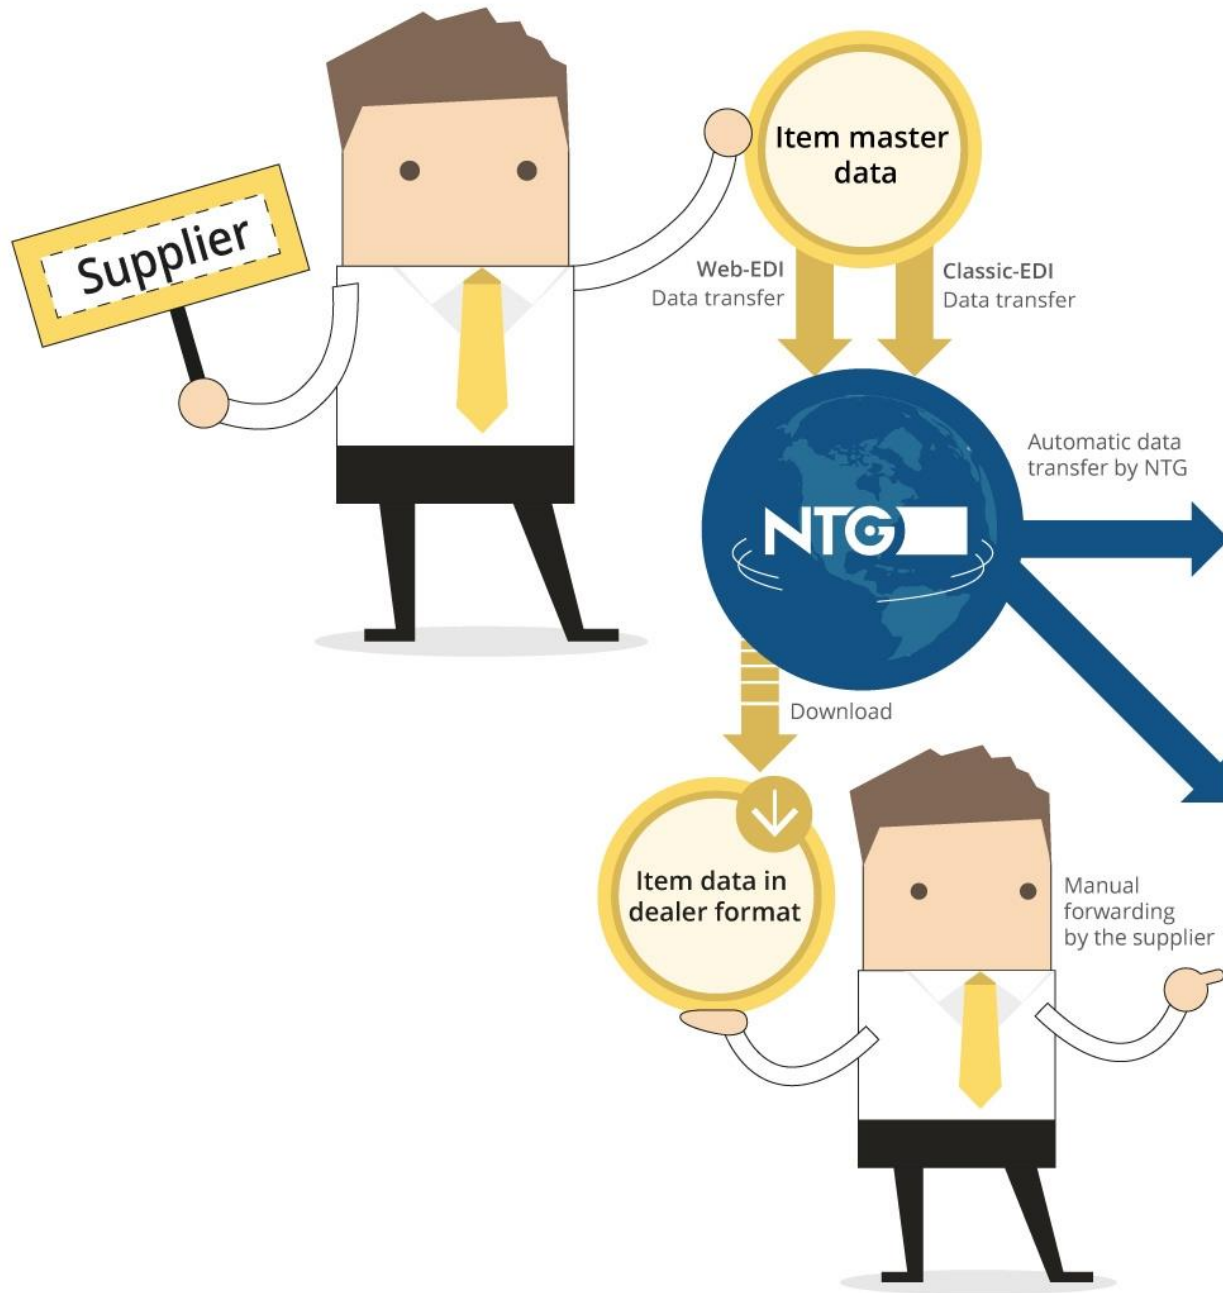 Supplier
Item master
data
Web-EDI
Data transfer
Classic-EDI
Data transfer
Automatic data
transfer by NTG
NTG
Download
Item data in
dealer format
Manual
forwarding
by the supplier